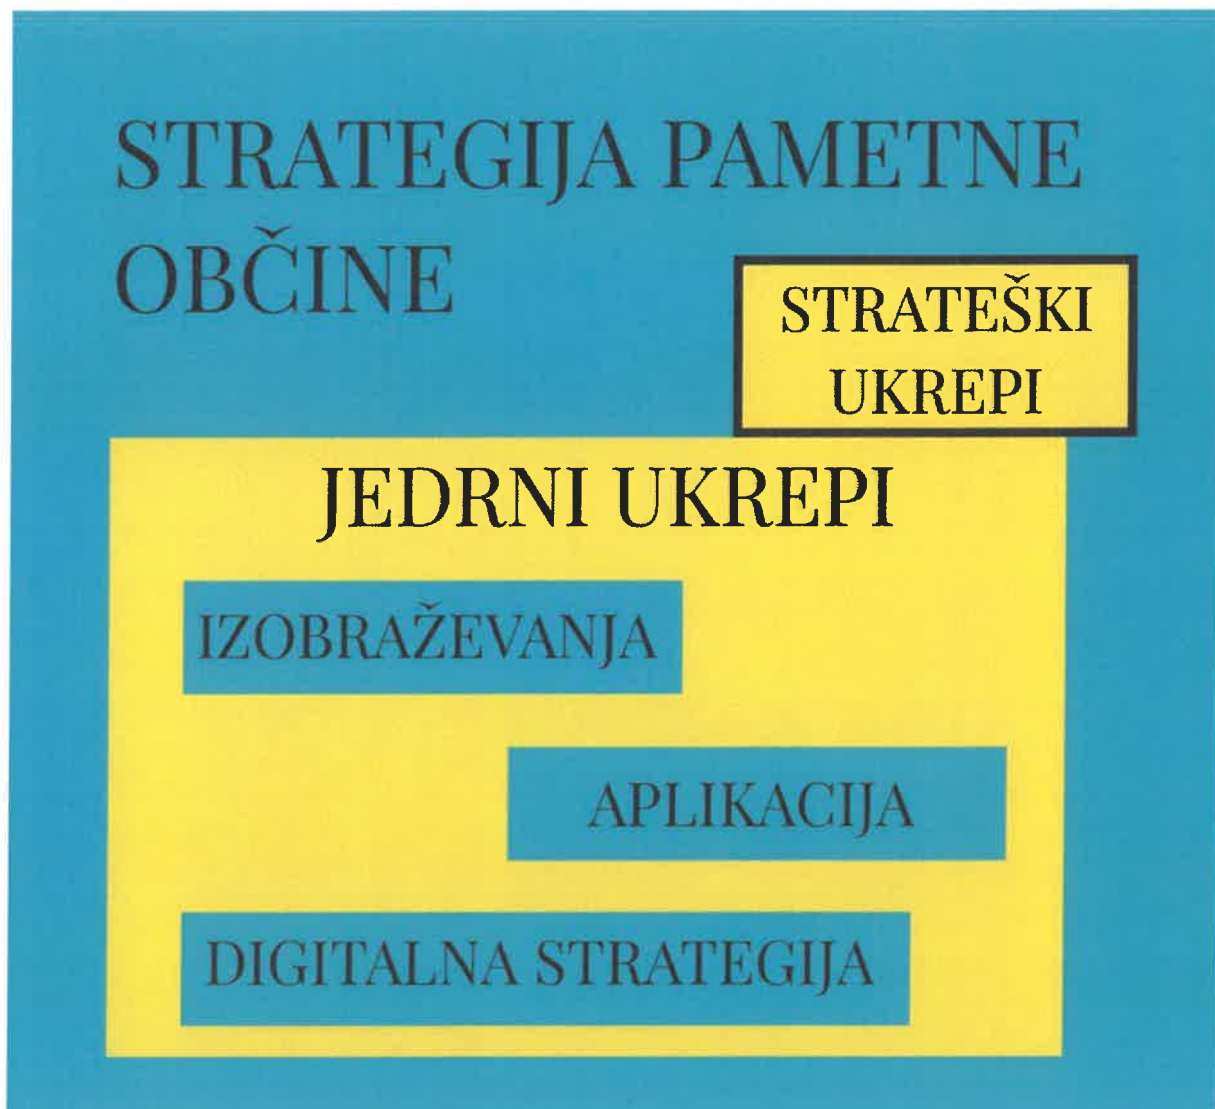 STRATEGIJA PAMETNE
OBČINE
STRATEŠKI
UKREPI
JEDRNI UKREPI
IZOBRAŽEVANJA
APLIKACIJA
DIGITALNA STRATEGIJA